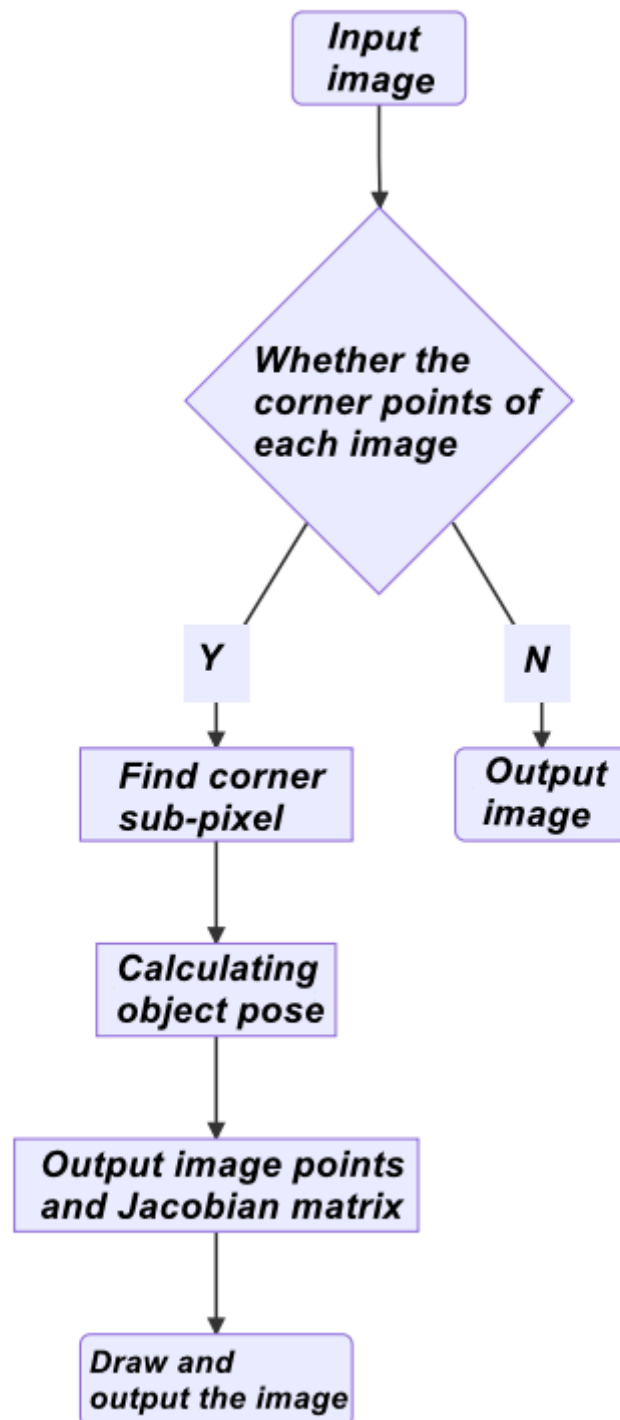 Input
image
Whether the
corner points of
each image
Y
N
Find corner
sub-pixel
Output
image
Calculating
object pose
Output image points
and Jacobian matrix
Draw and
output the image